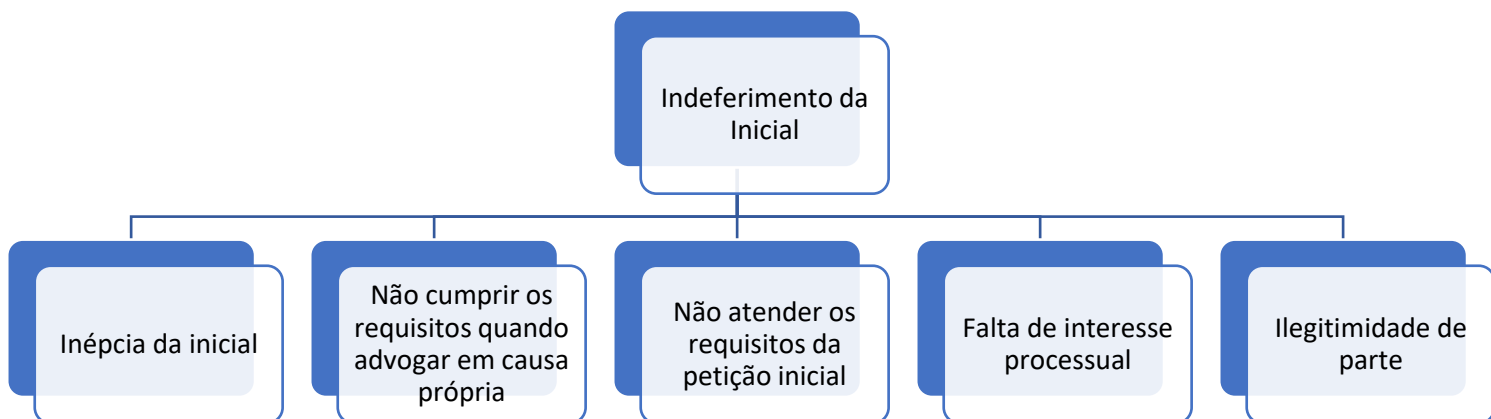 Indeferimento da
Inicial
Inépcia da inicial
Não cumprir os
requisitos quando
advogar em causa
própria
Não atender os
requisitos da
petição inicial
Falta de interesse
processual
Ilegitimidade de
parte